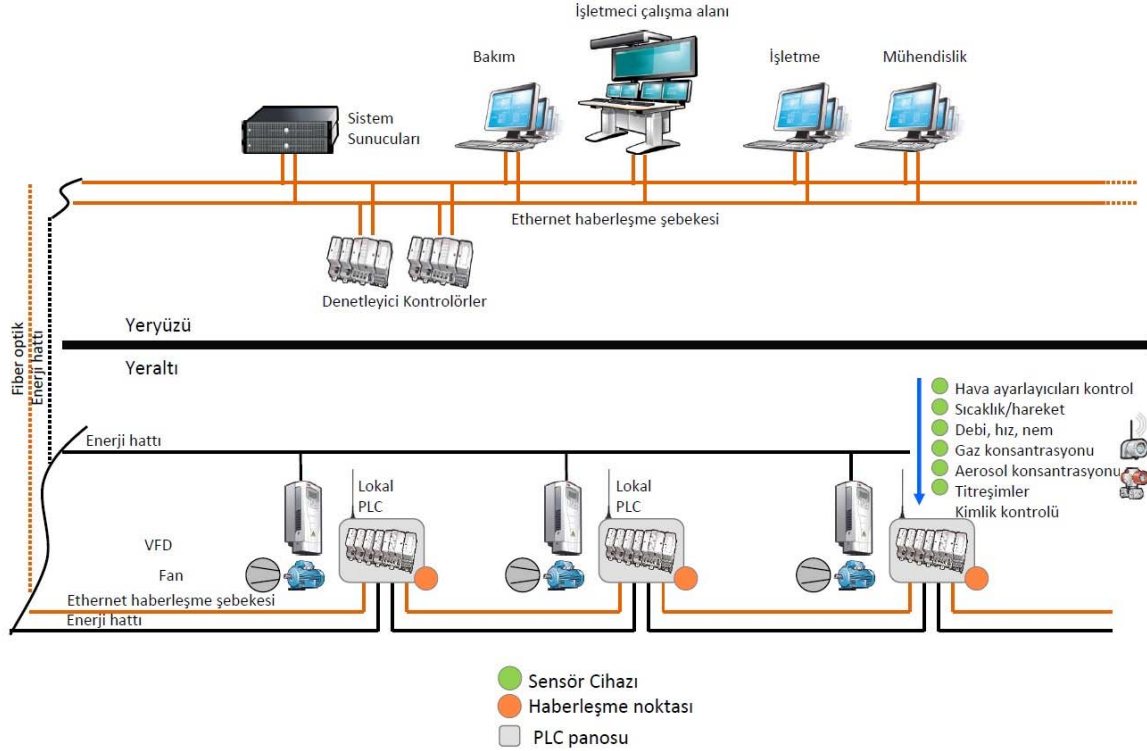 İşletmeci çalışma alanı
Bakım
İşletme
Mühendislik
Sistem
Sunucuları
Ethernet haberleşme şebekesi
Denetleyici Kontrolörler
Yeryüzü
Yeraltı
Fiber optik
Enerji hattı
Hava ayarlayıcıları kontrol
Sıcaklık/hareket
Debi, hız, nem
Gaz konsantrasyonu
Aerosol konsantrasyonu
Titreşimler
Kimlik kontrolü
Enerji hattı
Lokal
PLC
Lokal
PLC
VFD
Fan
Ethernet haberleşme şebekesi
Enerji hattı
Sensör Cihazı
Haberleşme noktası
PLC panosu